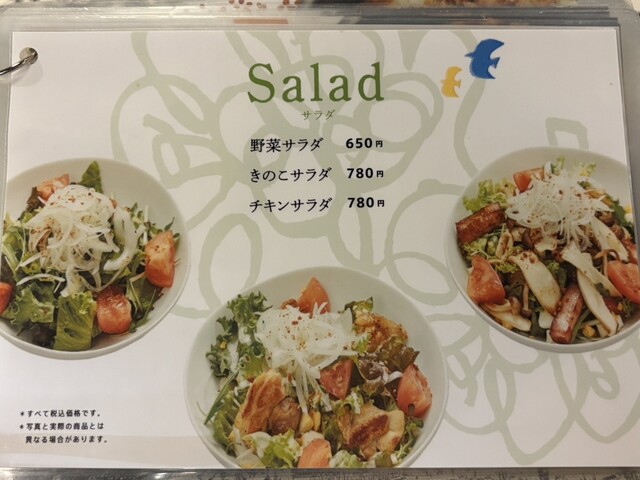 Salad
サラダ
野菜サラダ 650円
きのこサラダ 780円
チキンサラダ 780円
＊すべて税込価格です。
＊写真と実際の商品とは
異なる場合があります。